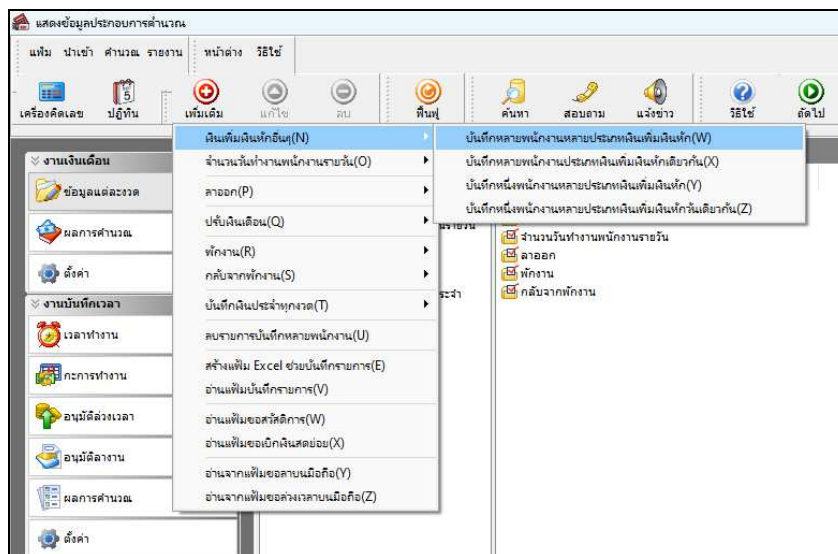 แสดงข้อมูลประกอบการคำนวณ
แฟ้ม นำเข้า คำนวณ รายงาน หน้าต่าง วิธีใช้
5
เครื่องคิดเลข ปฏิทิน เพิ่มเติม แก้ไข ลบ ฟื้นฟู ค้นหา สอบถาม แจ้งข่าว วิธีใช้ ถัดไป
งานเงินเดือน
ข้อมูลแต่ละงวด
ผลการคำนวณ
ตั้งค่า
งานบันทึกเวลา
เวลาทำงาน
กะการทำงาน
อนุมัติล่วงเวลา
อนุมัติลางาน
ผลการคำนวณ
ตั้งค่า
เงินเพิ่มเงินหักอื่นๆ(N)
จำนวนวันทำงานพนักงานรายวัน(O)
ลาออก(P)
ปรับเงินเดือน(Q)
พักงาน(R)
กลับจากพักงาน(S)
บันทึกเงินประจำทุกงวด(T)
ลบรายการบันทึกหลายพนักงาน(U)
สร้างแฟ้ม Excel ช่วยบันทึกรายการ(E)
อ่านแฟ้มบันทึกรายการ(V)
อ่านแฟ้มขอสวัสดิการ(W)
อ่านแฟ้มขอเบิกเงินสดย่อย(X)
อ่านจากแฟ้มขอลาบนมือถือ(Y)
อ่านจากแฟ้มขอล่วงเวลาบนมือถือ(Z)
บันทึกหลายพนักงานหลายประเภทเงินเพิ่มเงินหัก(W)
บันทึกหลายพนักงานประเภทเงินเพิ่มเงินหักเดียวกัน(X)
บันทึกหนึ่งพนักงานหลายประเภทเงินเพิ่มเงินหัก(Y)
บันทึกหนึ่งพนักงานหลายประเภทเงินเพิ่มเงินหักวันเดียวกัน(Z)
จำนวนวันทำงานพนักงานรายวัน
ลาออก
พักงาน
กลับจากพักงาน